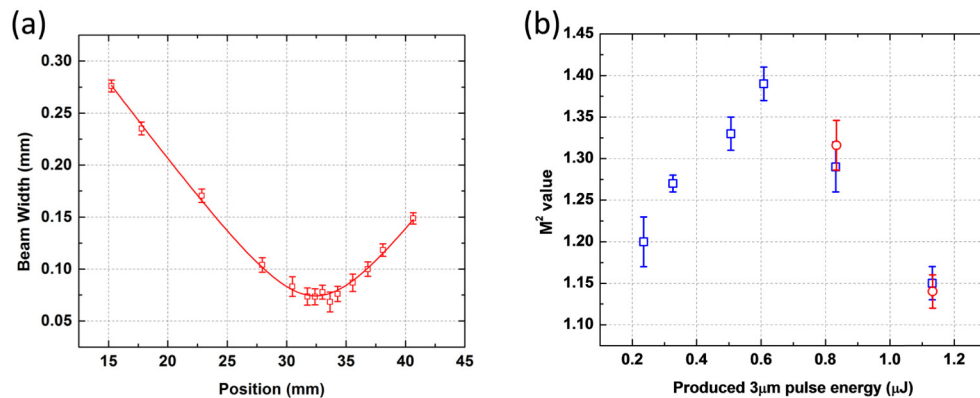 (a)
(b)
0.30
0.25
0.20
0.15
0.10
0.05
Beam Width (mm)
15 20 25 30 35 40 45
Position (mm)
1.45
1.40
1.35
1.30
1.25
1.20
1.15
1.10
M² value
0.2 0.4 0.6 0.8 1.0 1.2
Produced 3μm pulse energy (μJ)